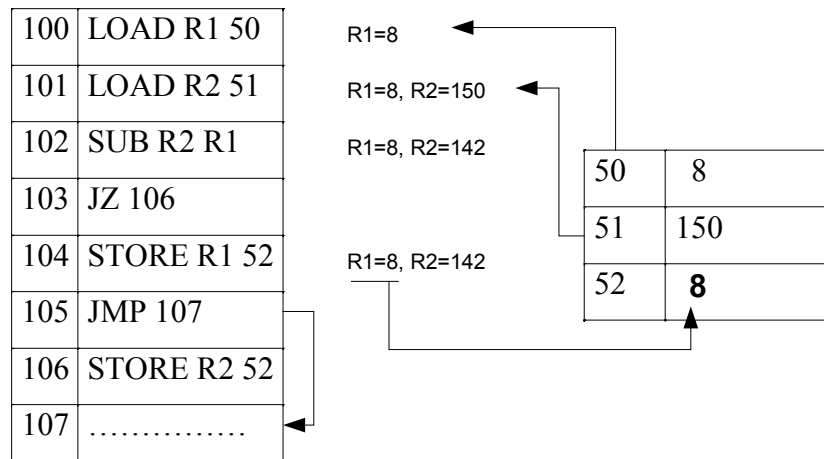 100 LOAD R1 50 R1=8
101 LOAD R2 51 R1=8, R2=150
102 SUB R2 R1 R1=8, R2=142
50 8
103 JZ 106
51 150
104 STORE R1 52 R1=8, R2=142
52 8
105 JMP 107
106 STORE R2 52
107 ……………